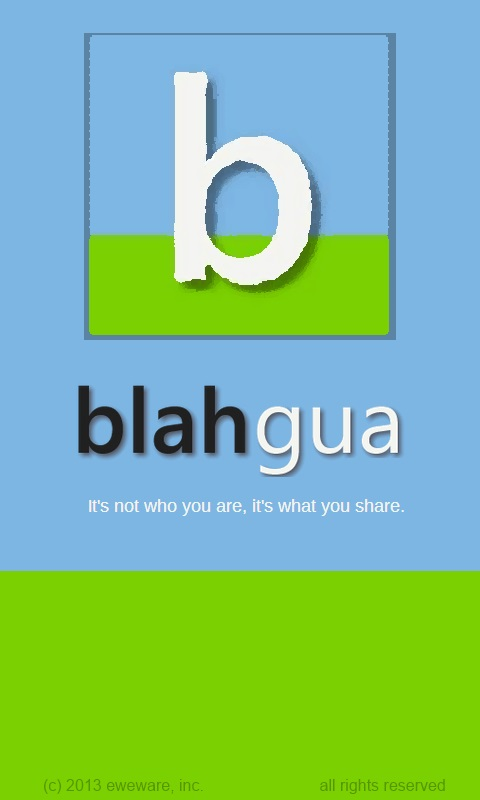 b
blahgua
It's not who you are, it's what you share.
(c) 2013 eweware, inc. all rights reserved